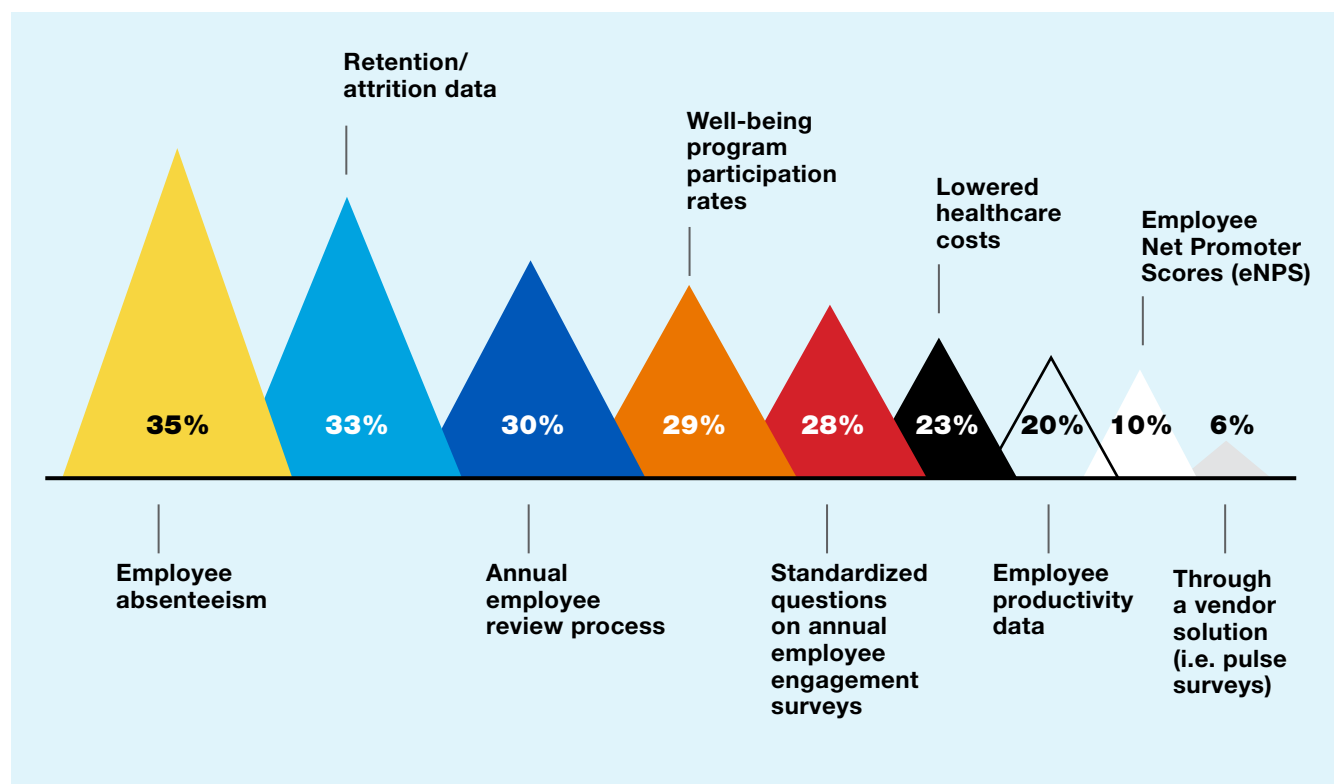 Retention/
attrition data
Well-being
program
participation
rates
Lowered
healthcare
costs
Employee
Net Promoter
Scores (eNPS)
35%
33%
30%
29%
28%
23%
20%
10%
6%
Employee
absenteeism
Annual
employee
review process
Standardized
questions
on annual
employee
engagement
surveys
Employee
productivity
data
Through
a vendor
solution
(i.e. pulse
surveys)